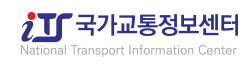 iTS 국가교통정보센터
National Transport Information Center